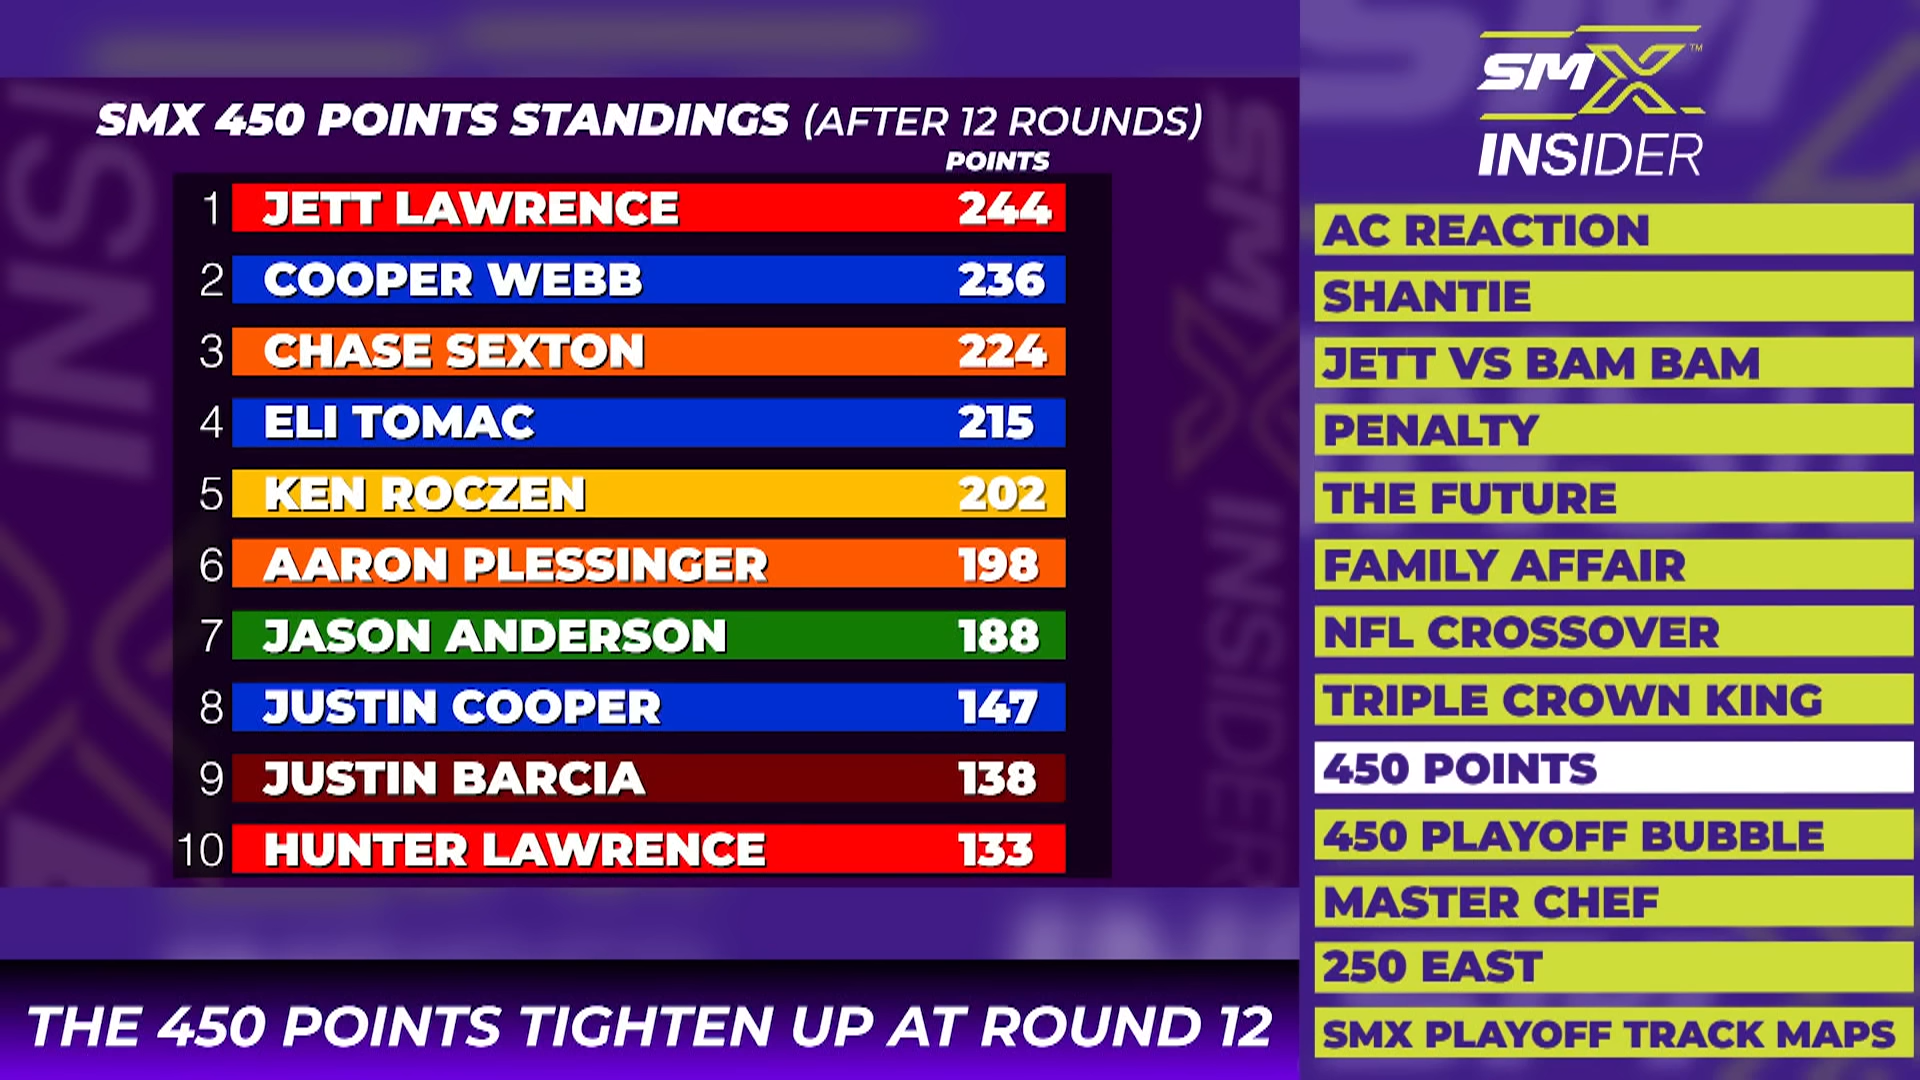 SMX 450 POINTS STANDINGS (AFTER 12 ROUNDS)
POINTS
1 JETT LAWRENCE 244
2 COOPER WEBB 236
3 CHASE SEXTON 224
4 ELI TOMAC 215
5 KEN ROCZEN 202
6 AARON PLESSINGER 198
7 JASON ANDERSON 188
8 JUSTIN COOPER 147
9 JUSTIN BARCIA 138
10 HUNTER LAWRENCE 133
THE 450 POINTS TIGHTEN UP AT ROUND 12
SMX™
INSIDER
AC REACTION
SHANTIE
JETT VS BAM BAM
PENALTY
THE FUTURE
FAMILY AFFAIR
NFL CROSSOVER
TRIPLE CROWN KING
450 POINTS
450 PLAYOFF BUBBLE
MASTER CHEF
250 EAST
SMX PLAYOFF TRACK MAPS
SMX INSIDER
INSI